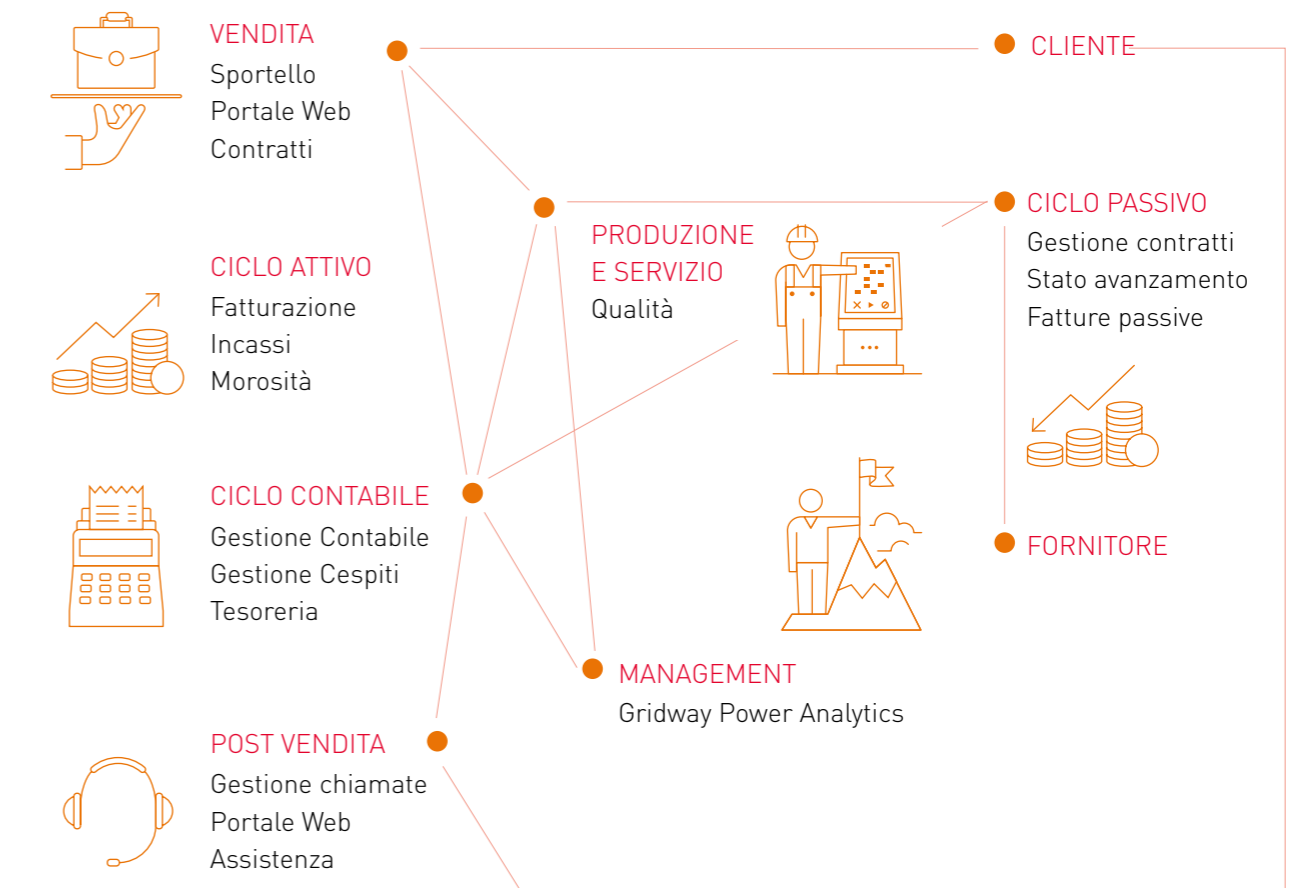 VENDITA
Sportello
Portale Web
Contratti
CLIENTE
CICLO ATTIVO
Fatturazione
Incassi
Morosità
PRODUZIONE
E SERVIZIO
Qualità
CICLO PASSIVO
Gestione contratti
Stato avanzamento
Fatture passive
CICLO CONTABILE
Gestione Contabile
Gestione Cespiti
Tesoreria
FORNITORE
MANAGEMENT
Gridway Power Analytics
POST VENDITA
Gestione chiamate
Portale Web
Assistenza